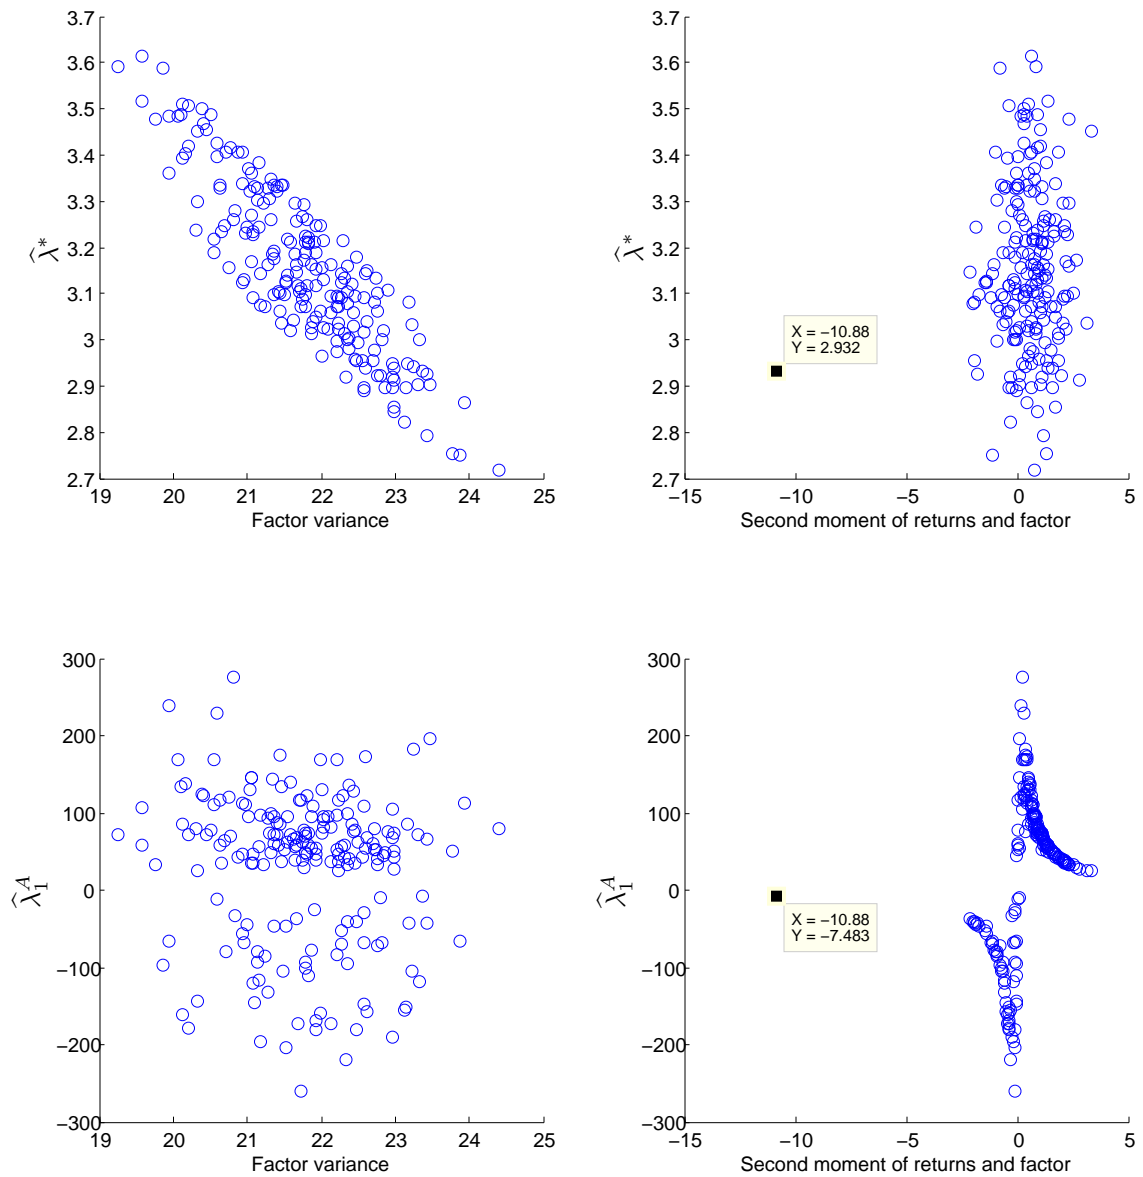 3.7
3.6
3.5
3.4
3.3
3.2
3.1
3
2.9
2.8
2.7
λ̂*
19 20 21 22 23 24 25
Factor variance
3.7
3.6
3.5
3.4
3.3
3.2
3.1
3
2.9
2.8
2.7
λ̂*
X = −10.88
Y = 2.932
−15 −10 −5 0 5
Second moment of returns and factor
300
200
100
0
−100
−200
−300
λ̂₁ᴬ
19 20 21 22 23 24 25
Factor variance
300
200
100
0
−100
−200
−300
λ̂₁ᴬ
X = −10.88
Y = −7.483
−15 −10 −5 0 5
Second moment of returns and factor